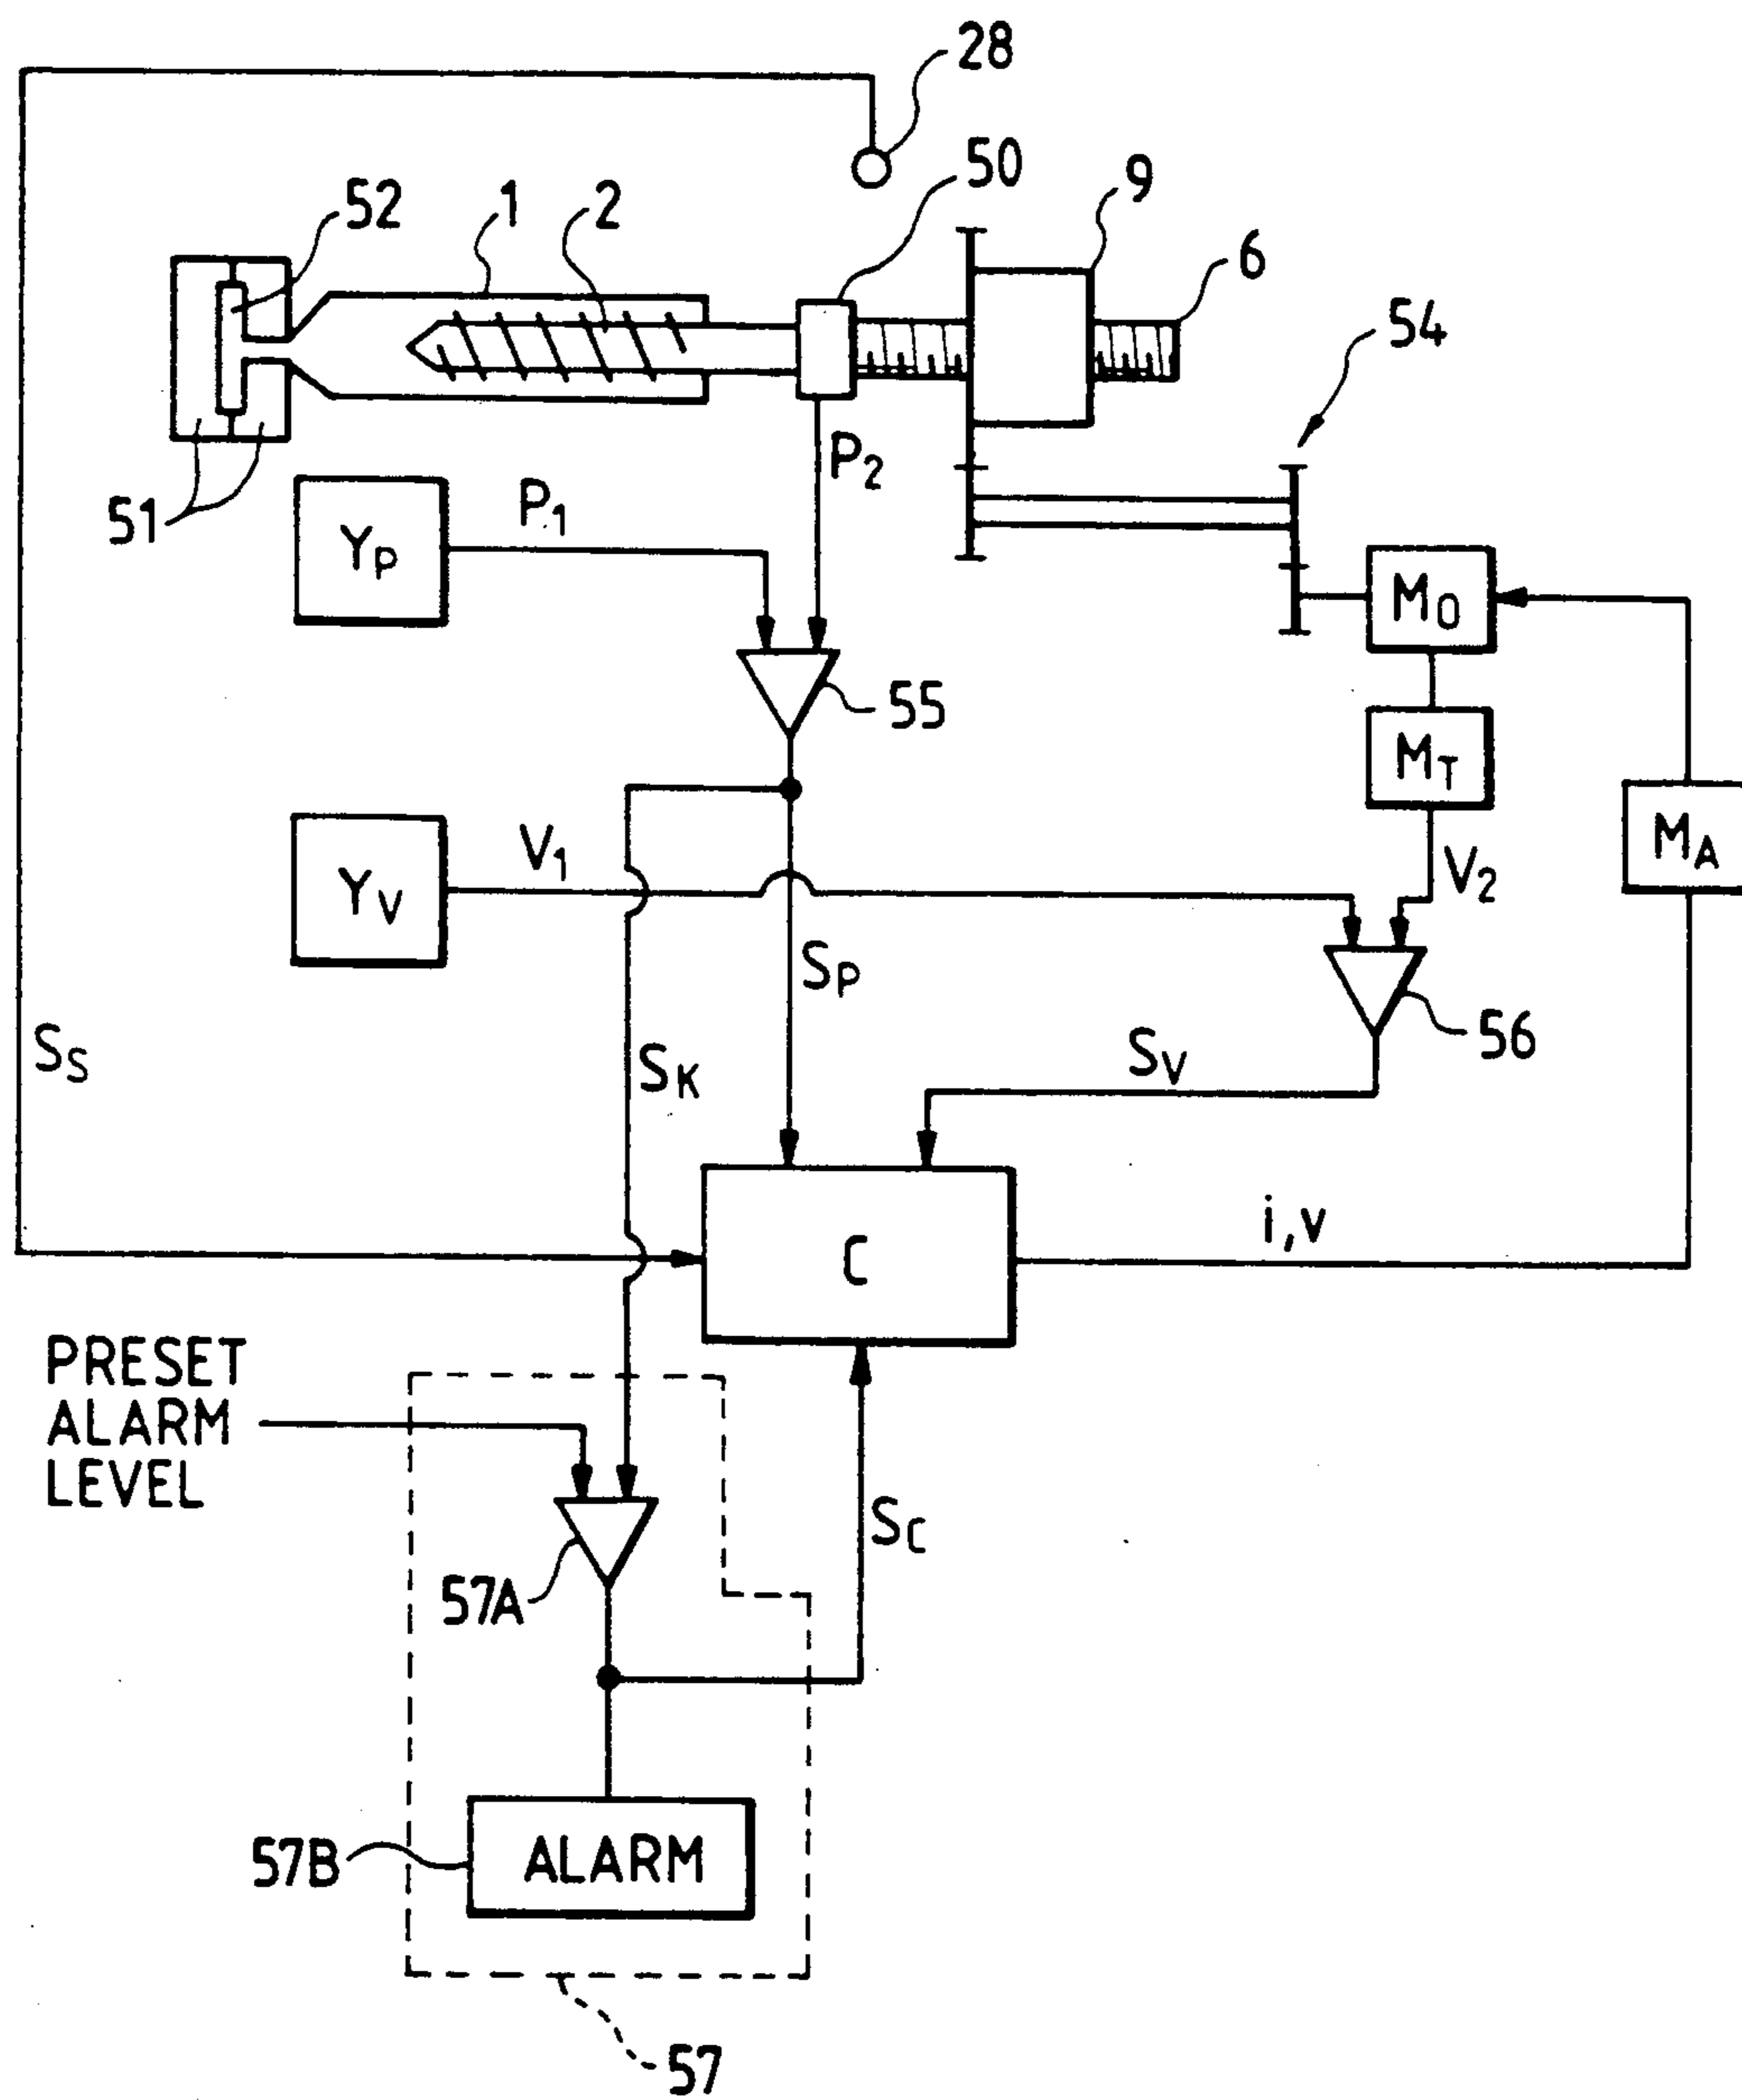 28
50
9
52
1
2
6
54
P2
51
P1
YP
MO
55
MT
V1
MA
YV
V2
SP
56
SS
SV
SK
i,v
C
PRESET
ALARM
LEVEL
SC
57A
57B
ALARM
57